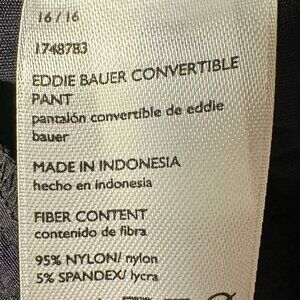 16/16
1748783
EDDIE BAUER CONVERTIBLE
PANT
pantalón convertible de eddie
bauer
MADE IN INDONESIA
hecho en indonesia
FIBER CONTENT
contenido de fibra
95% NYLON/ nylon
5% SPANDEX/ lycra